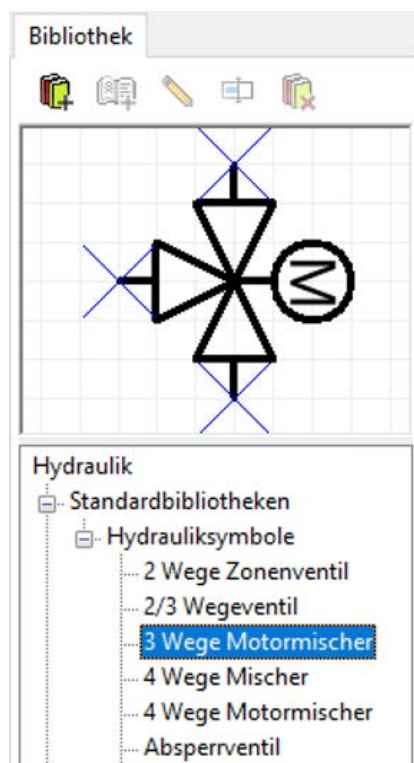 Bibliothek
M
Hydraulik
Standardbibliotheken
Hydrauliksymbole
2 Wege Zonenventil
2/3 Wegeventil
3 Wege Motormischer
4 Wege Mischer
4 Wege Motormischer
Absperrventil